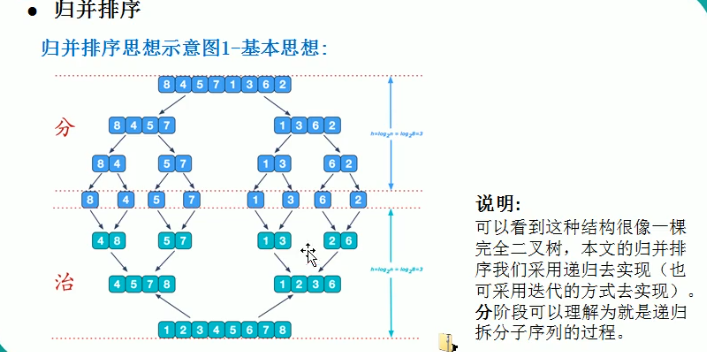 ● 归并排序
归并排序思想示意图1-基本思想:
8 4 5 7 1 3 6 2
分
8 4 5 7 1 3 6 2
8 4 5 7 1 3 6 2
8 4 5 7 1 3 6 2
4 8 5 7 1 3 2 6
治
4 5 7 8 1 2 3 6
1 2 3 4 5 6 7 8
h=log₂n = log₂8=3
h=log₂n = log₂8=3
说明:
可以看到这种结构很像一棵
完全二叉树，本文的归并排
序我们采用递归去实现（也
可采用迭代的方式去实现）。
分阶段可以理解为就是递归
拆分子序列的过程。